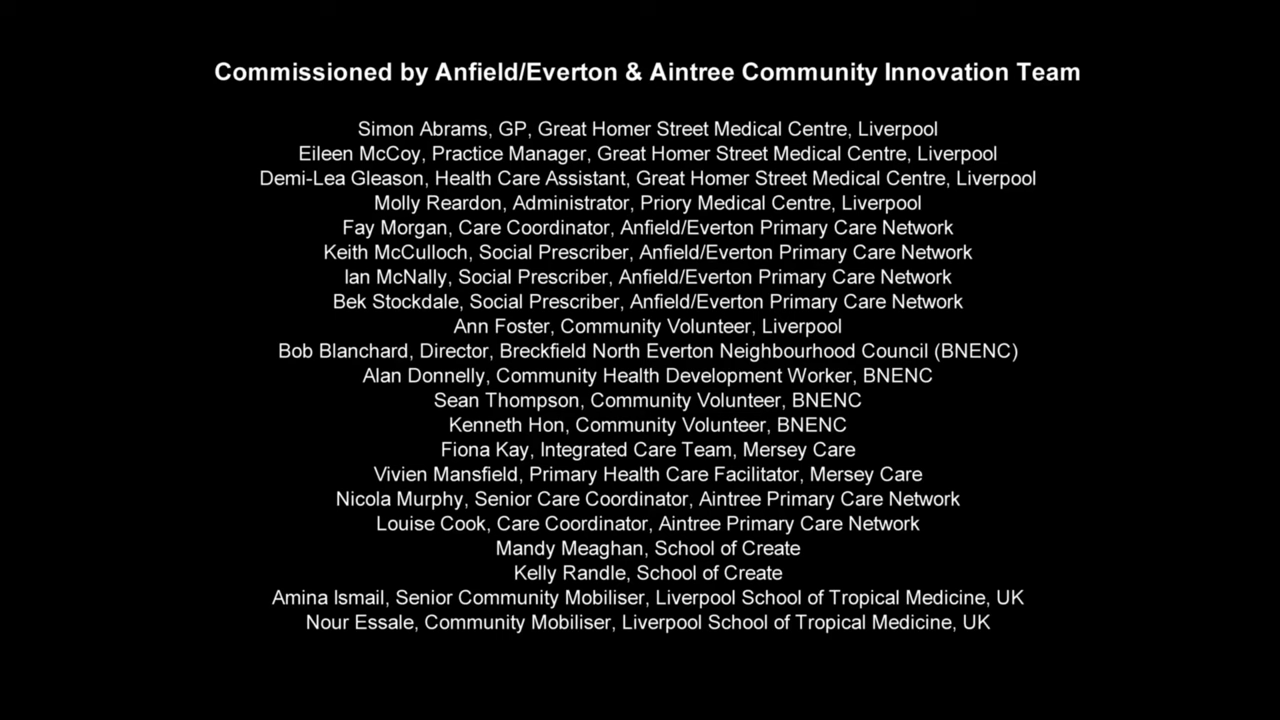 Commissioned by Anfield/Everton & Aintree Community Innovation Team
Simon Abrams, GP, Great Homer Street Medical Centre, Liverpool
Eileen McCoy, Practice Manager, Great Homer Street Medical Centre, Liverpool
Demi-Lea Gleason, Health Care Assistant, Great Homer Street Medical Centre, Liverpool
Molly Reardon, Administrator, Priory Medical Centre, Liverpool
Fay Morgan, Care Coordinator, Anfield/Everton Primary Care Network
Keith McCulloch, Social Prescriber, Anfield/Everton Primary Care Network
Ian McNally, Social Prescriber, Anfield/Everton Primary Care Network
Bek Stockdale, Social Prescriber, Anfield/Everton Primary Care Network
Ann Foster, Community Volunteer, Liverpool
Bob Blanchard, Director, Breckfield North Everton Neighbourhood Council (BNENC)
Alan Donnelly, Community Health Development Worker, BNENC
Sean Thompson, Community Volunteer, BNENC
Kenneth Hon, Community Volunteer, BNENC
Fiona Kay, Integrated Care Team, Mersey Care
Vivien Mansfield, Primary Health Care Facilitator, Mersey Care
Nicola Murphy, Senior Care Coordinator, Aintree Primary Care Network
Louise Cook, Care Coordinator, Aintree Primary Care Network
Mandy Meaghan, School of Create
Kelly Randle, School of Create
Amina Ismail, Senior Community Mobiliser, Liverpool School of Tropical Medicine, UK
Nour Essale, Community Mobiliser, Liverpool School of Tropical Medicine, UK